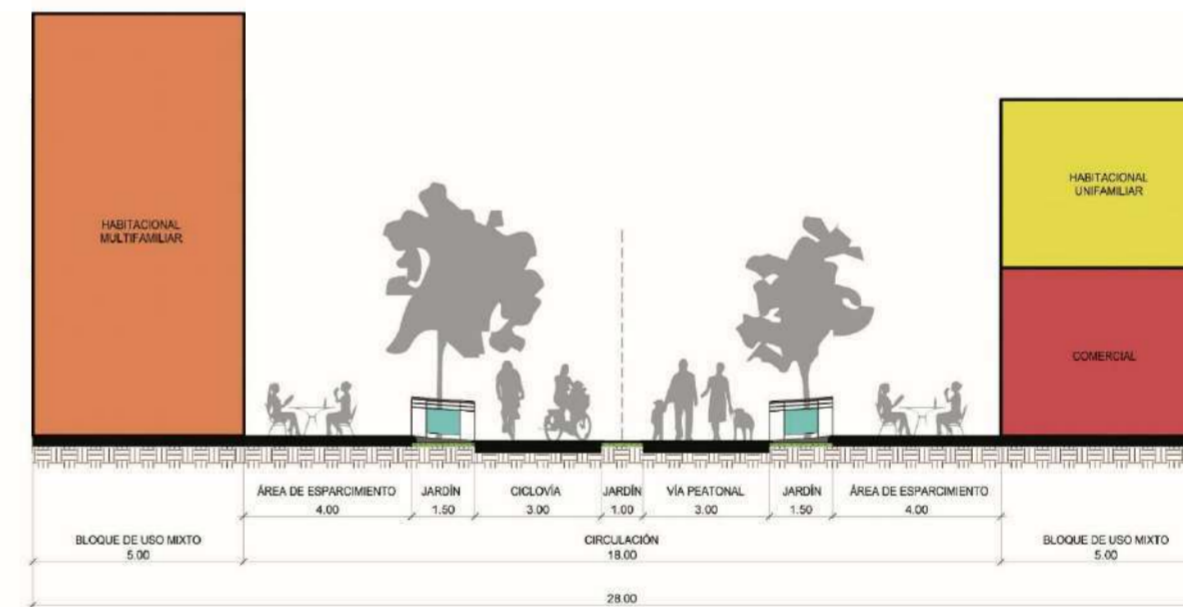 HABITACIONAL
MULTIFAMILIAR
HABITACIONAL
UNIFAMILIAR
COMERCIAL
ÁREA DE ESPARCIMIENTO JARDÍN CICLOVÍA JARDÍN VÍA PEATONAL JARDÍN ÁREA DE ESPARCIMIENTO
4.00 1.50 3.00 1.00 3.00 1.50 4.00
BLOQUE DE USO MIXTO CIRCULACIÓN BLOQUE DE USO MIXTO
5.00 18.00 5.00
28.00